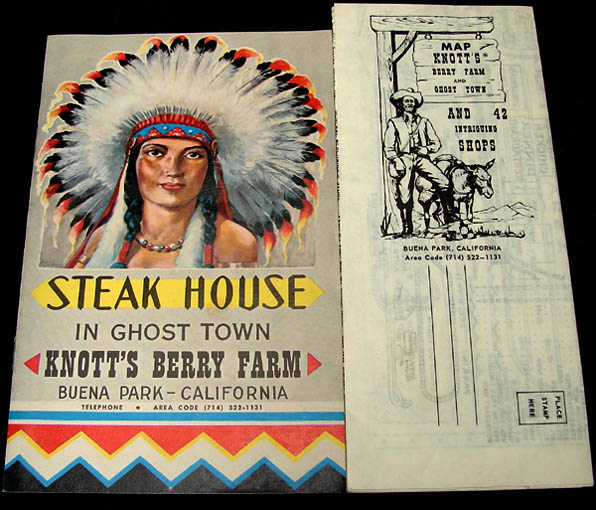 STEAK HOUSE
IN GHOST TOWN
KNOTT'S BERRY FARM
BUENA PARK-CALIFORNIA
TELEPHONE • AREA CODE (714) 522-1131
MAP
KNOTT'S
BERRY FARM
AND
GHOST TOWN
AND 42
INTRIGUING
SHOPS
BUENA PARK, CALIFORNIA
Area Code (714) 522-1131
PLACE
STAMP
HERE